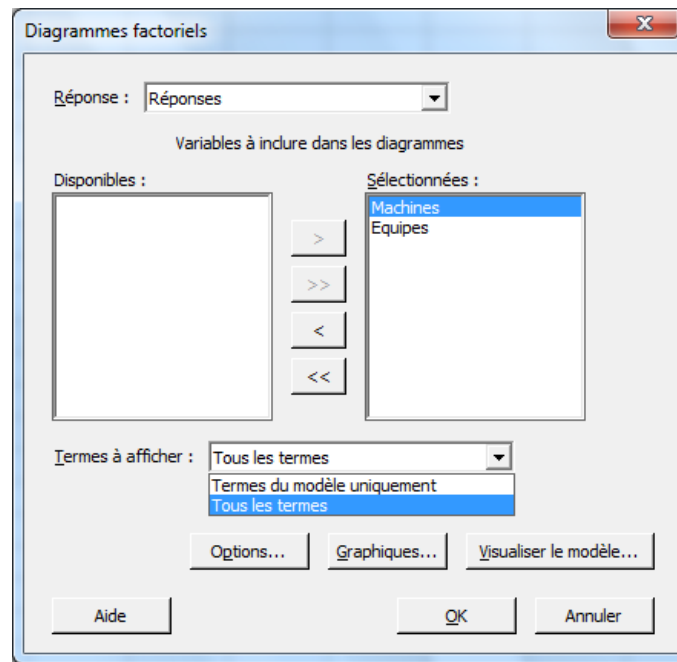 Diagrammes factoriels
Réponse : Réponses
Variables à inclure dans les diagrammes
Disponibles : Sélectionnées :
Machines
Equipes
>
>>
<
<<
Termes à afficher : Tous les termes
Termes du modèle uniquement
Tous les termes
Options... Graphiques... Visualiser le modèle...
Aide OK Annuler